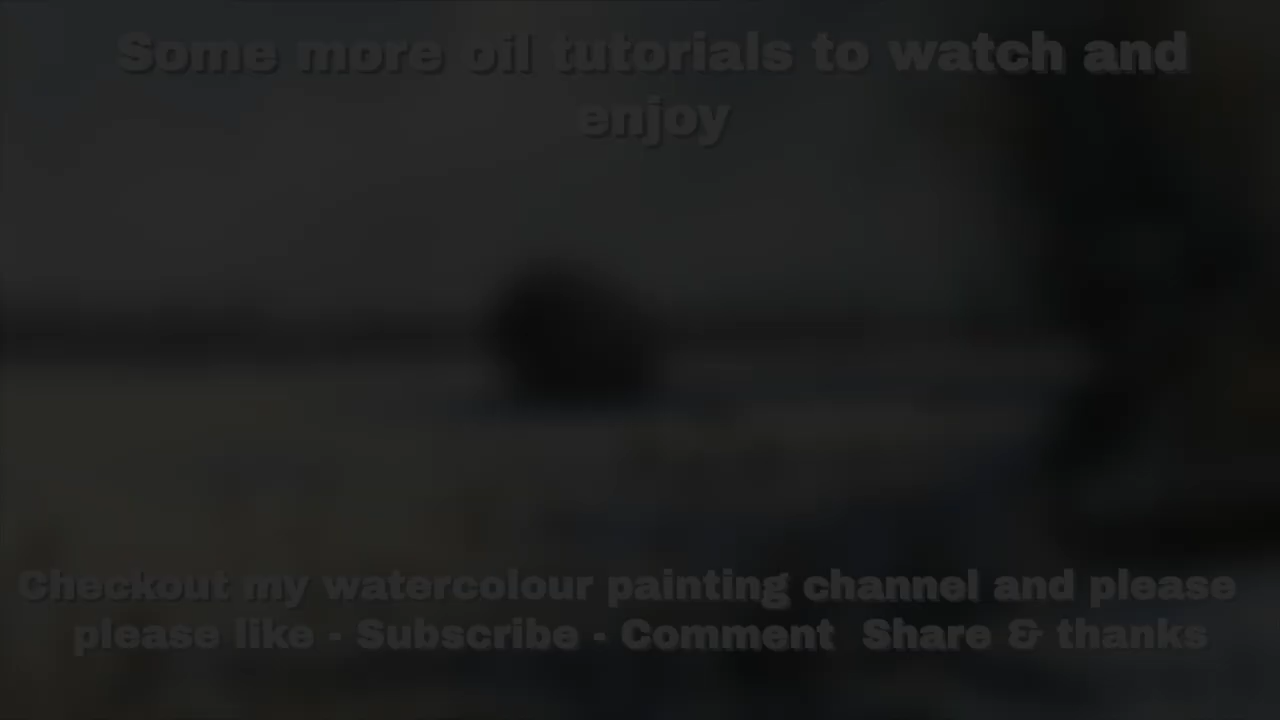 Some more oil tutorials to watch and
enjoy
Checkout my watercolour painting channel and please
please like - Subscribe - Comment  Share & thanks